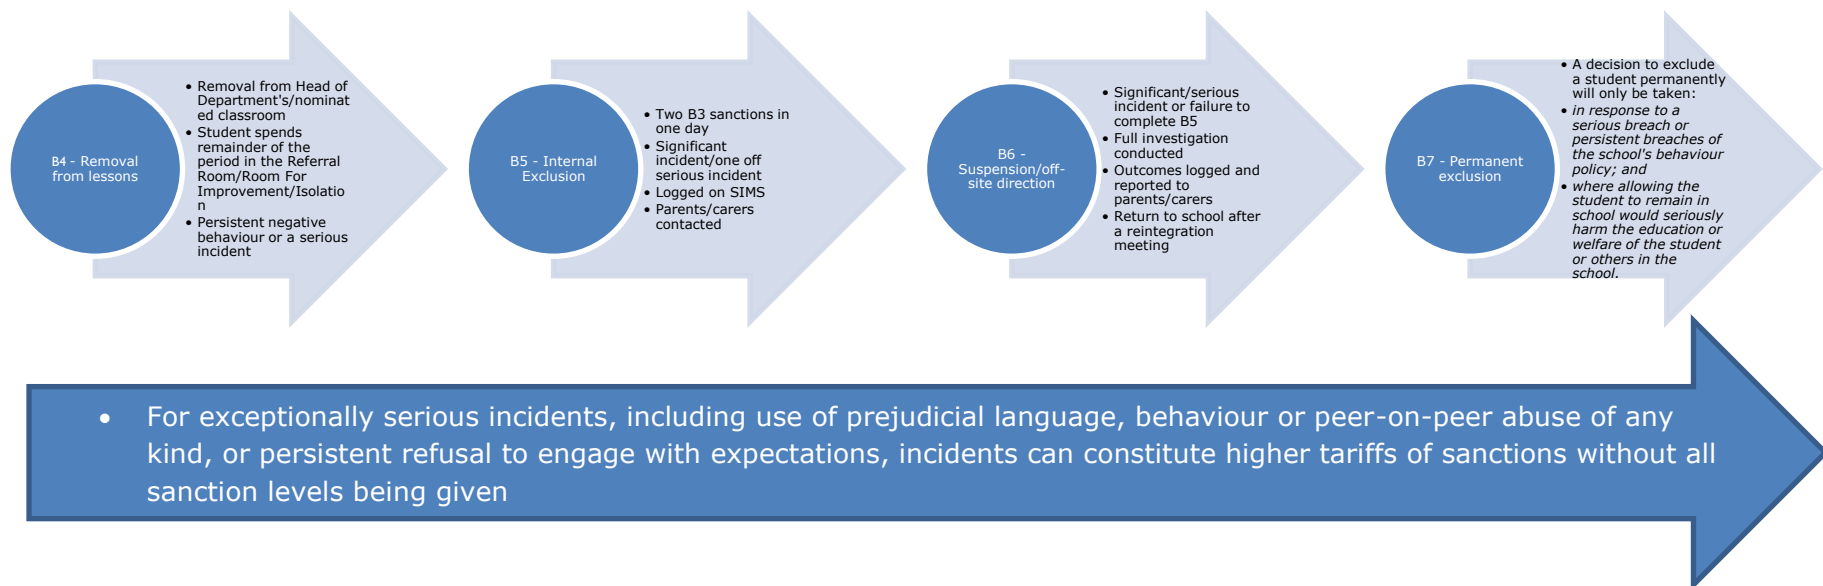 B4 - Removal
from lessons
• Removal from Head of
Department's/nominat
ed classroom
• Student spends
remainder of the
period in the Referral
Room/Room For
Improvement/Isolatio
n
• Persistent negative
behaviour or a serious
incident
B5 - Internal
Exclusion
• Two B3 sanctions in
one day
• Significant
incident/one off
serious incident
• Logged on SIMS
• Parents/carers
contacted
B6 -
Suspension/off-
site direction
• Significant/serious
incident or failure to
complete B5
• Full investigation
conducted
• Outcomes logged and
reported to
parents/carers
• Return to school after
a reintegration
meeting
B7 - Permanent
exclusion
• A decision to exclude
a student permanently
will only be taken:
• in response to a
serious breach or
persistent breaches of
the school's behaviour
policy; and
• where allowing the
student to remain in
school would seriously
harm the education or
welfare of the student
or others in the
school.
• For exceptionally serious incidents, including use of prejudicial language, behaviour or peer-on-peer abuse of any
kind, or persistent refusal to engage with expectations, incidents can constitute higher tariffs of sanctions without all
sanction levels being given